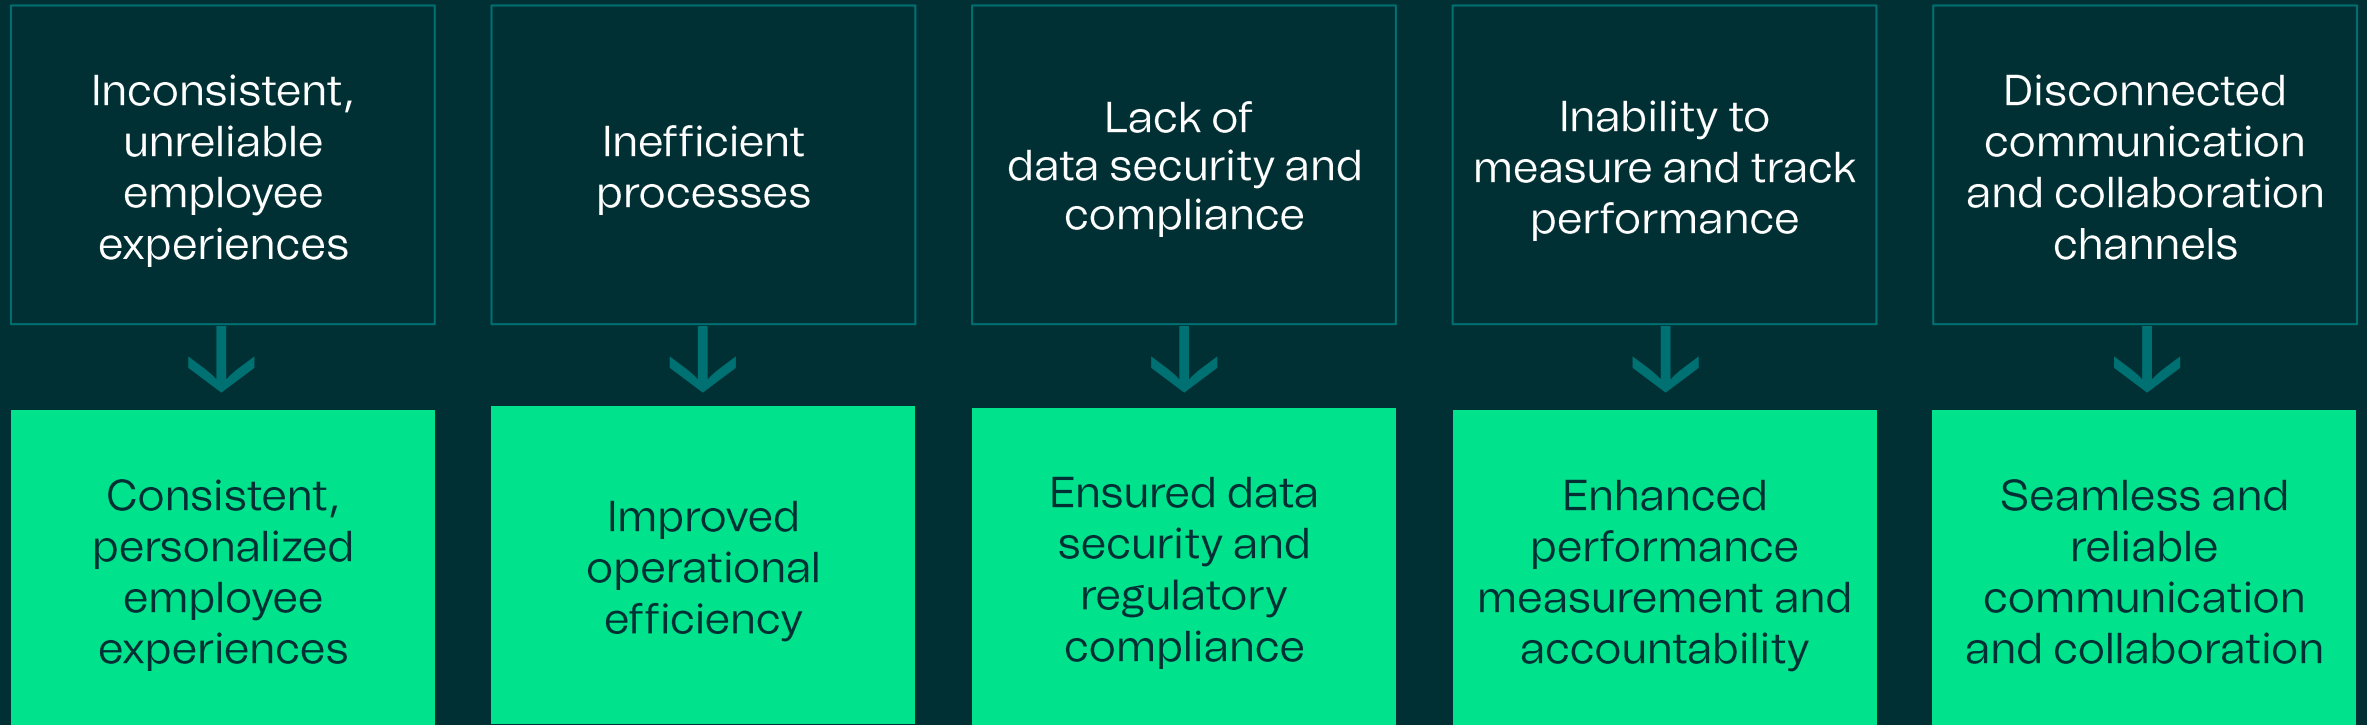 Inconsistent,
unreliable
employee
experiences
Inefficient
processes
Lack of
data security and
compliance
Inability to
measure and track
performance
Disconnected
communication
and collaboration
channels
Consistent,
personalized
employee
experiences
Improved
operational
efficiency
Ensured data
security and
regulatory
compliance
Enhanced
performance
measurement and
accountability
Seamless and
reliable
communication
and collaboration